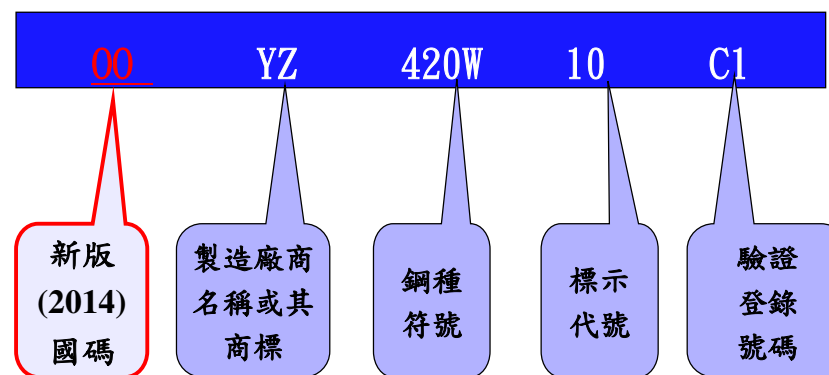 OO YZ 420W 10 C1
新版
(2014)
國碼
製造廠商
名稱或其
商標
鋼種
符號
標示
代號
驗證
登錄
號碼